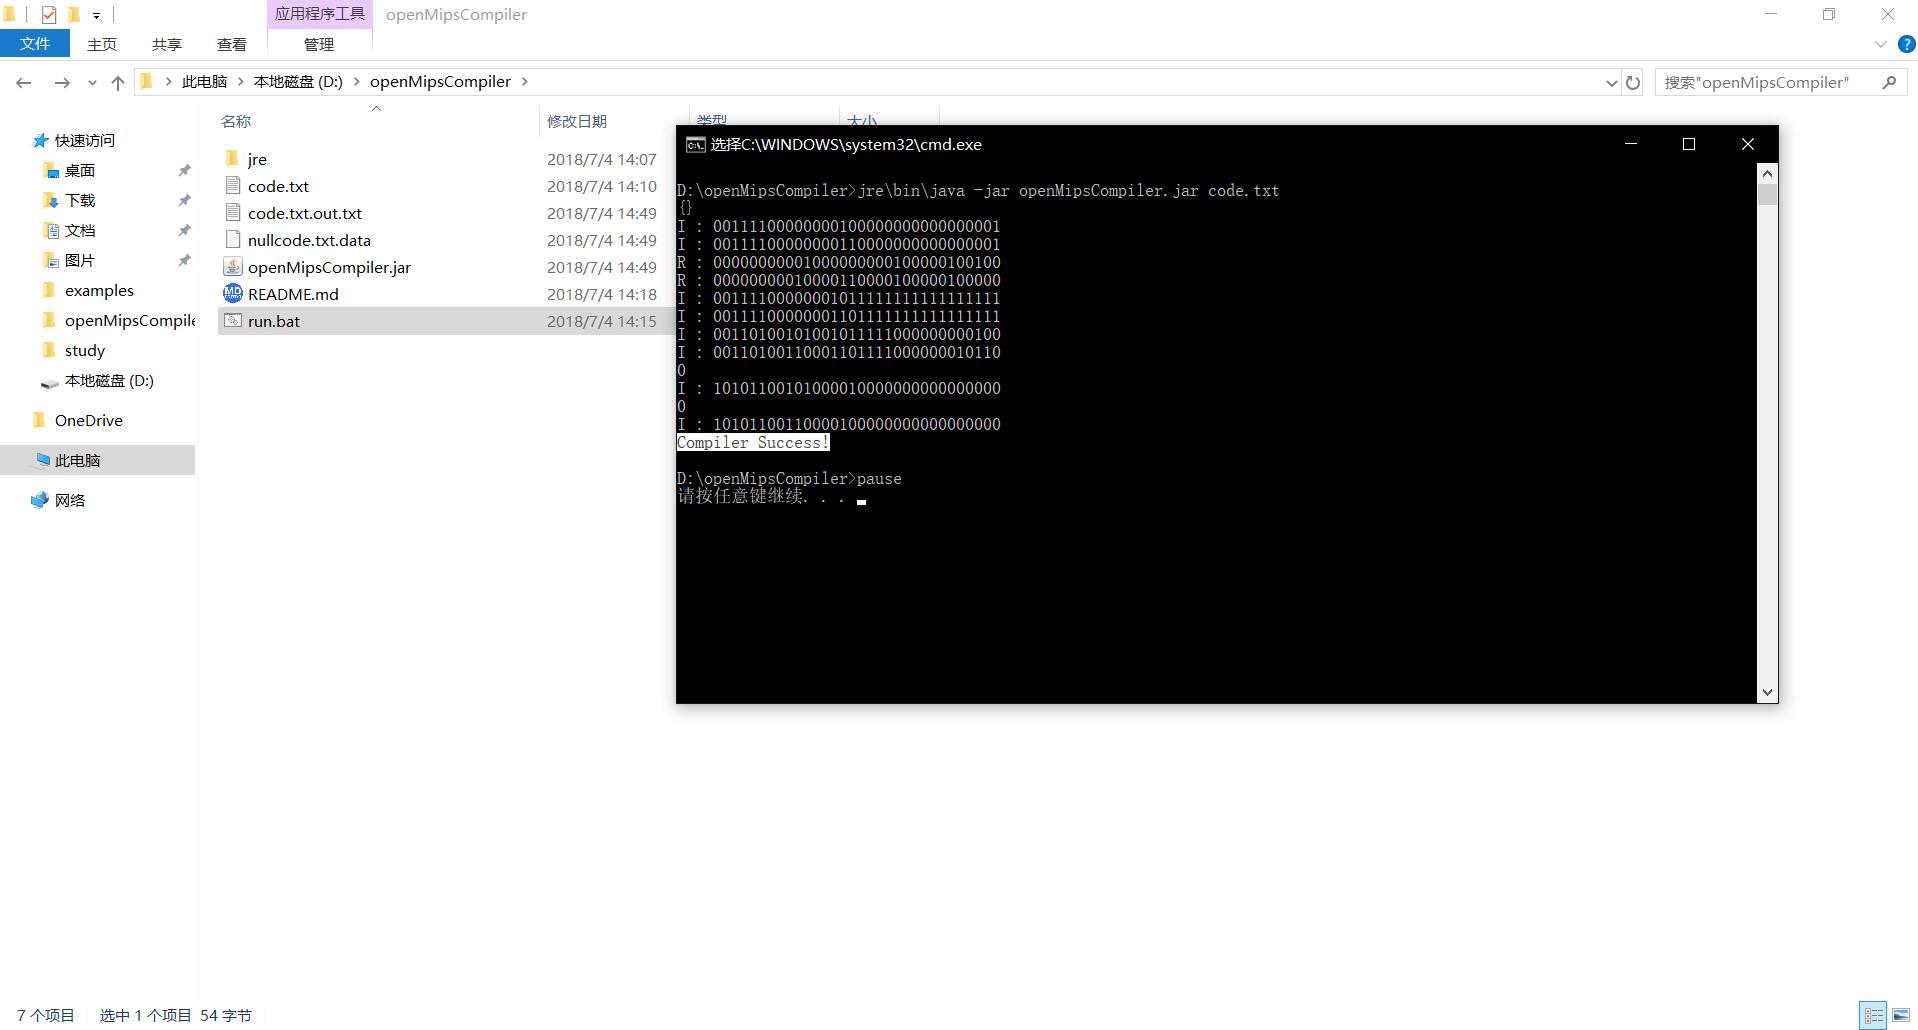 应用程序工具 openMipsCompiler
文件 主页 共享 查看 管理
此电脑 本地磁盘 (D:) openMipsCompiler 搜索"openMipsCompiler"
名称 修改日期 类型 大小
快速访问
桌面
下载
文档
图片
examples
openMipsCompile
study
本地磁盘 (D:)
OneDrive
此电脑
网络
jre 2018/7/4 14:07
code.txt 2018/7/4 14:10
code.txt.out.txt 2018/7/4 14:49
nullcode.txt.data 2018/7/4 14:49
openMipsCompiler.jar 2018/7/4 14:49
README.md 2018/7/4 14:18
run.bat 2018/7/4 14:15
选择C:\WINDOWS\system32\cmd.exe
D:\openMipsCompiler>jre\bin\java -jar openMipsCompiler.jar code.txt
{}
I : 00111100000000100000000000000001
I : 00111100000000110000000000000001
R : 00000000001000000000100000100100
R : 00000000010000110000100000100000
I : 00111100000001011111111111111111
I : 00111100000001101111111111111111
I : 00110100101001011111000000000100
I : 00110100110001101111000000010110
0
I : 10101100101000010000000000000000
0
I : 10101100110000100000000000000000
Compiler Success!
D:\openMipsCompiler>pause
请按任意键继续. . .
7 个项目 选中 1 个项目 54 字节